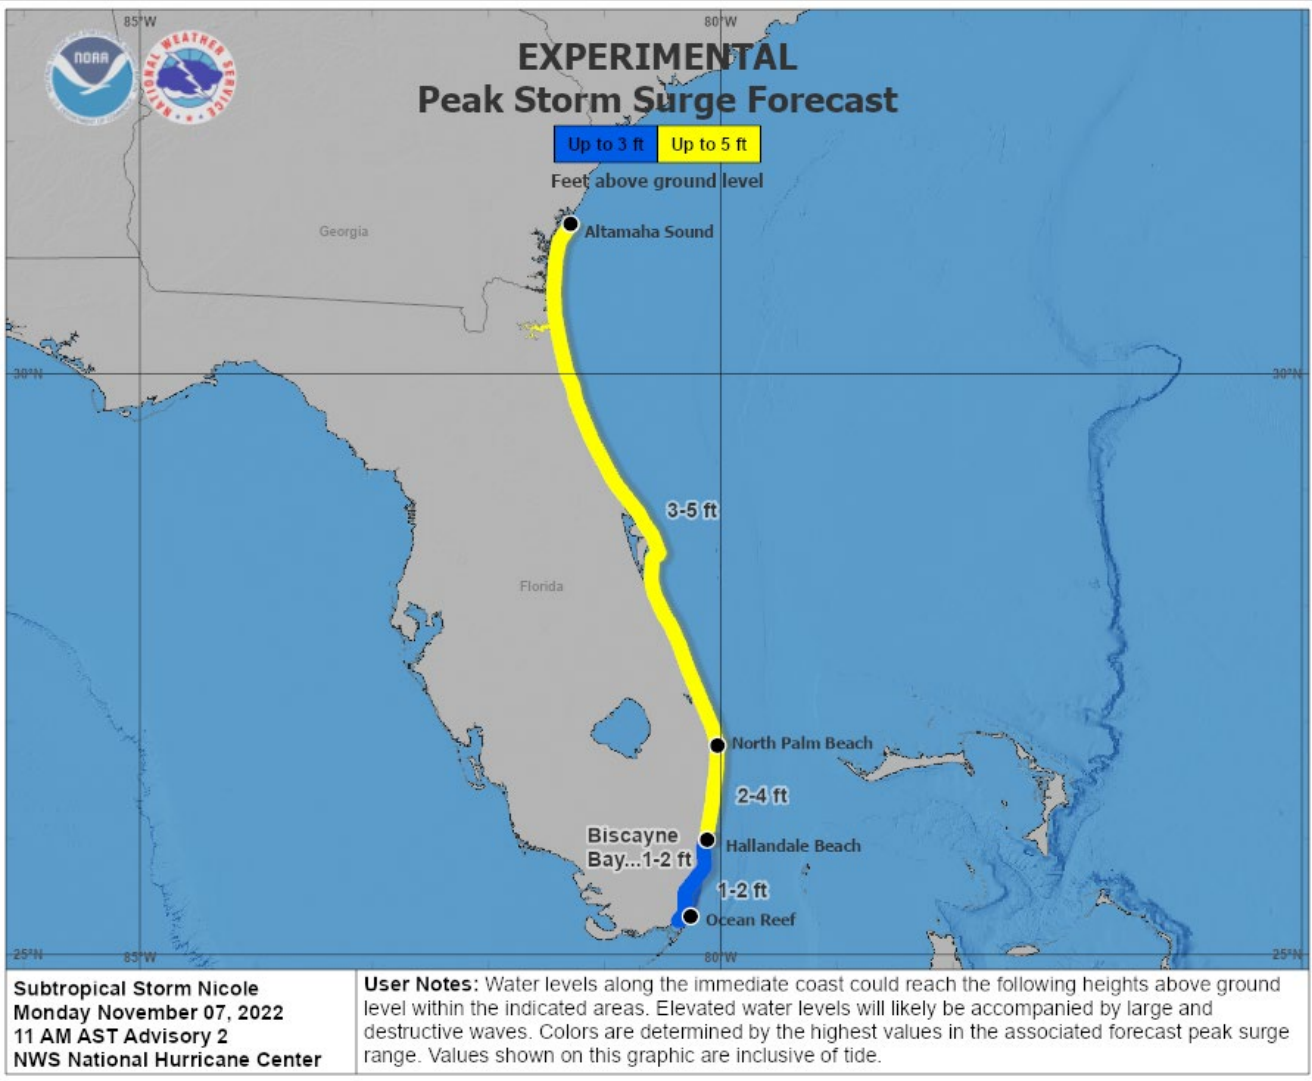 85°W
80°W
NOAA
NATIONAL WEATHER SERVICE
EXPERIMENTAL
Peak Storm Surge Forecast
Up to 3 ft
Up to 5 ft
Feet above ground level
Georgia
Altamaha Sound
30°N
30°N
3-5 ft
Florida
North Palm Beach
2-4 ft
Biscayne
Bay...1-2 ft
Hallandale Beach
1-2 ft
Ocean Reef
25°N
85°W
80°W
25°N
Subtropical Storm Nicole
Monday November 07, 2022
11 AM AST Advisory 2
NWS National Hurricane Center
User Notes: Water levels along the immediate coast could reach the following heights above ground
level within the indicated areas. Elevated water levels will likely be accompanied by large and
destructive waves. Colors are determined by the highest values in the associated forecast peak surge
range. Values shown on this graphic are inclusive of tide.